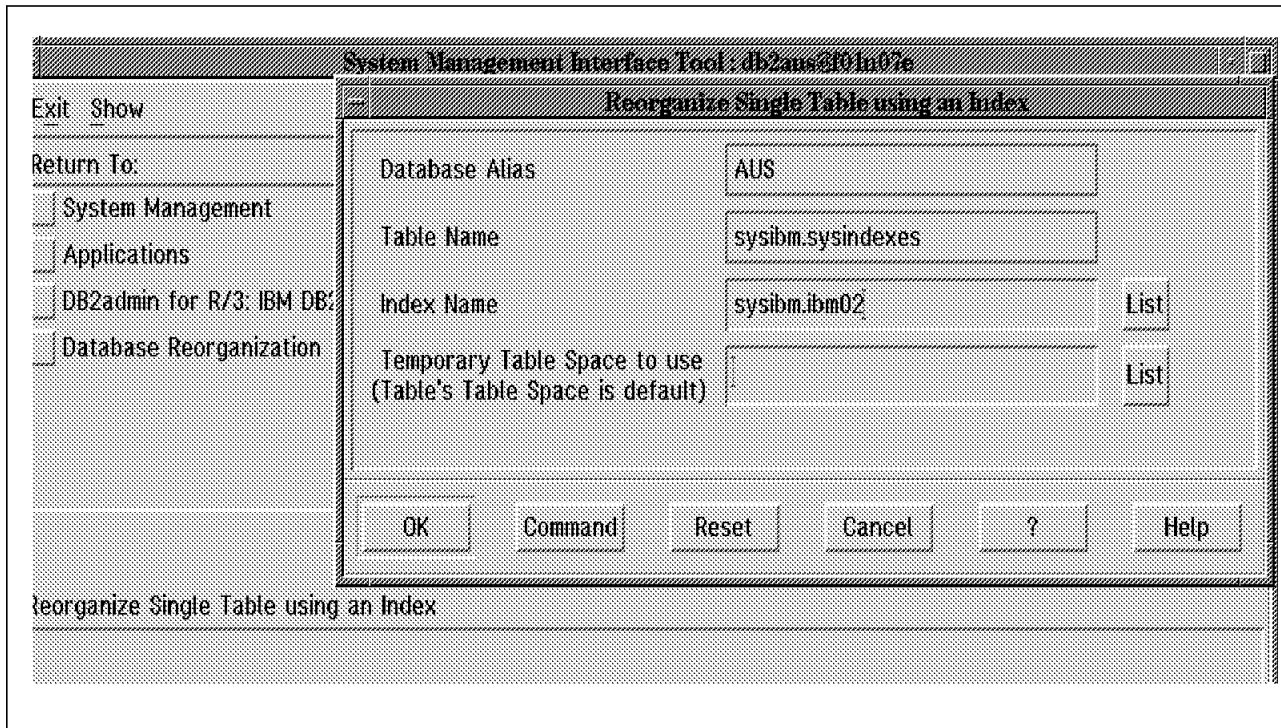 System Management Interface Tool : db2aus@f01n07e
Exit Show
Return To:
System Management
Applications
DB2admin for R/3: IBM DB2
Database Reorganization
Reorganize Single Table using an Index
Database Alias AUS
Table Name sysibm.sysindexes
Index Name sysibm.ibm02 List
Temporary Table Space to use
(Table's Table Space is default) List
OK Command Reset Cancel ? Help
Reorganize Single Table using an Index